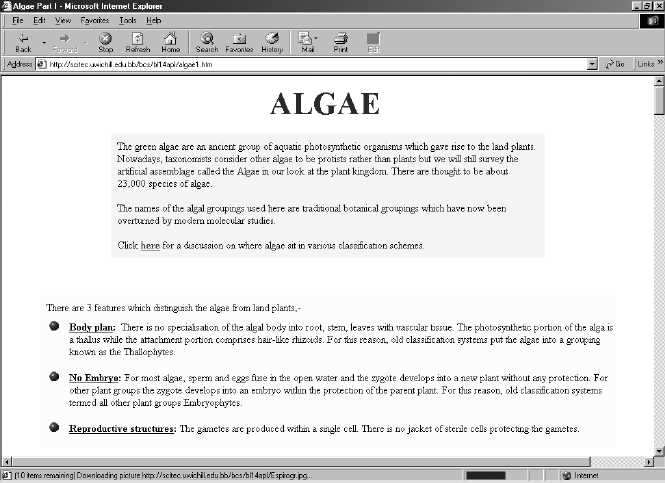 Algae Part I - Microsoft Internet Explorer
File Edit View Favorites Tools Help
Back Forward Stop Refresh Home Search Favorites History Mail Print Edit
Address http://scitec.uwichill.edu.bb/bcs/bl14apl/algae1.htm Go Links »
ALGAE
The green algae are an ancient group of aquatic photosynthetic organisms which gave rise to the land plants.
Nowadays, taxonomists consider other algae to be protists rather than plants but we will still survey the
artificial assemblage called the Algae in our look at the plant kingdom. There are thought to be about
23,000 species of algae.
The names of the algal groupings used here are traditional botanical groupings which have now been
overturned by modern molecular studies.
Click here for a discussion on where algae sit in various classification schemes.
There are 3 features which distinguish the algae from land plants;-
Body plan: There is no specialisation of the algal body into root, stem, leaves with vascular tissue. The photosynthetic portion of the alga is
a thalus while the attachment portion comprises hair-like rhizoids. For this reason, old classification systems put the algae into a grouping
known as the Thallophytes.
No Embryo: For most algae, sperm and eggs fuse in the open water and the zygote develops into a new plant without any protection. For
other plant groups the zygote develops into an embryo within the protection of the parent plant. For this reason, old classification systems
termed all other plant groups Embryophytes.
Reproductive structures: The gametes are produced within a single cell. There is no jacket of sterile cells protecting the gametes.
(10 items remaining) Downloading picture http://scitec.uwichill.edu.bb/bcs/bl14apl/Espirogr.jpg... Internet